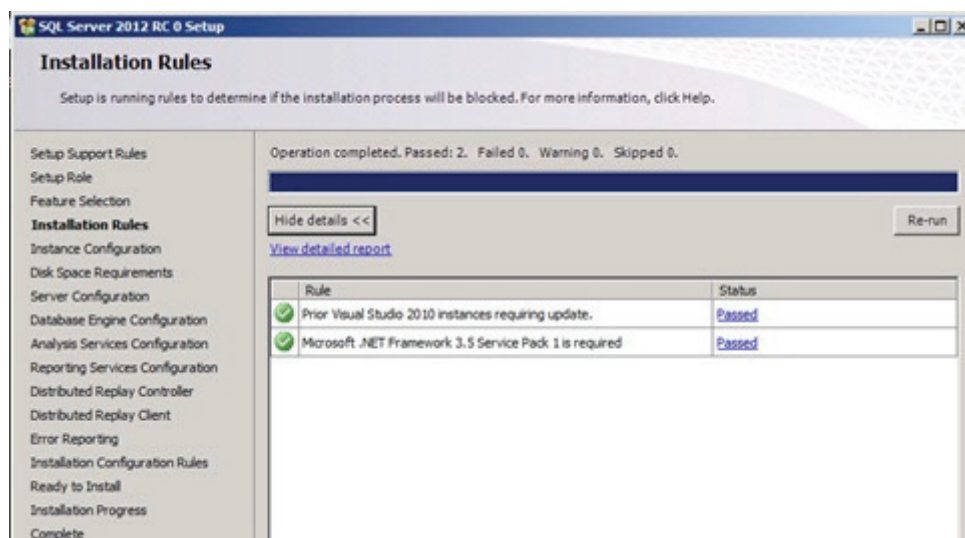 SQL Server 2012 RC 0 Setup
Installation Rules
Setup is running rules to determine if the installation process will be blocked. For more information, click Help.
Setup Support Rules
Setup Role
Feature Selection
Installation Rules
Instance Configuration
Disk Space Requirements
Server Configuration
Database Engine Configuration
Analysis Services Configuration
Reporting Services Configuration
Distributed Replay Controller
Distributed Replay Client
Error Reporting
Installation Configuration Rules
Ready to Install
Installation Progress
Complete
Operation completed. Passed: 2. Failed 0. Warning 0. Skipped 0.
Hide details <<
Re-run
View detailed report
Rule Status
Prior Visual Studio 2010 instances requiring update. Passed
Microsoft .NET Framework 3.5 Service Pack 1 is required Passed